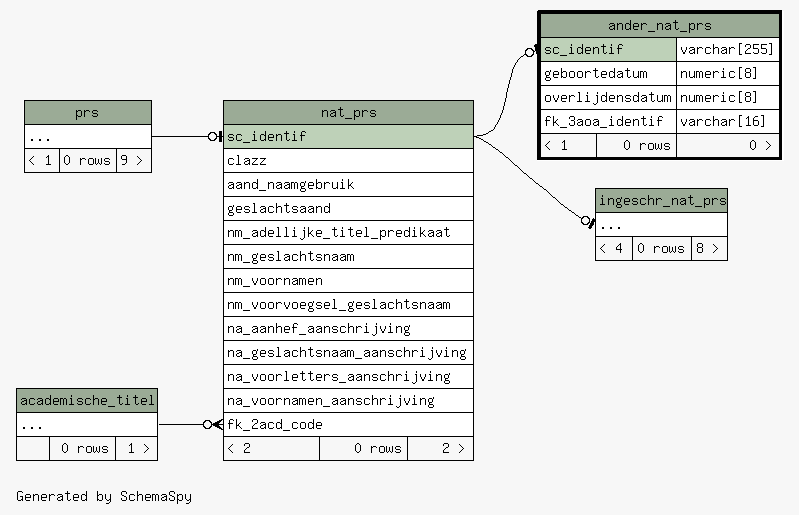 ander_nat_prs
sc_identif varchar[255]
geboortedatum numeric[8]
overlijdensdatum numeric[8]
fk_3aoa_identif varchar[16]
< 1 0 rows 0 >
prs
...
< 1 0 rows 9 >
nat_prs
sc_identif
clazz
aand_naamgebruik
geslachtsaand
nm_adellijke_titel_predikaat
nm_geslachtsnaam
nm_voornamen
nm_voorvoegsel_geslachtsnaam
na_aanhef_aanschrijving
na_geslachtsnaam_aanschrijving
na_voorletters_aanschrijving
na_voornamen_aanschrijving
fk_2acd_code
< 2 0 rows 2 >
ingeschr_nat_prs
...
< 4 0 rows 8 >
academische_titel
...
0 rows 1 >
Generated by SchemaSpy